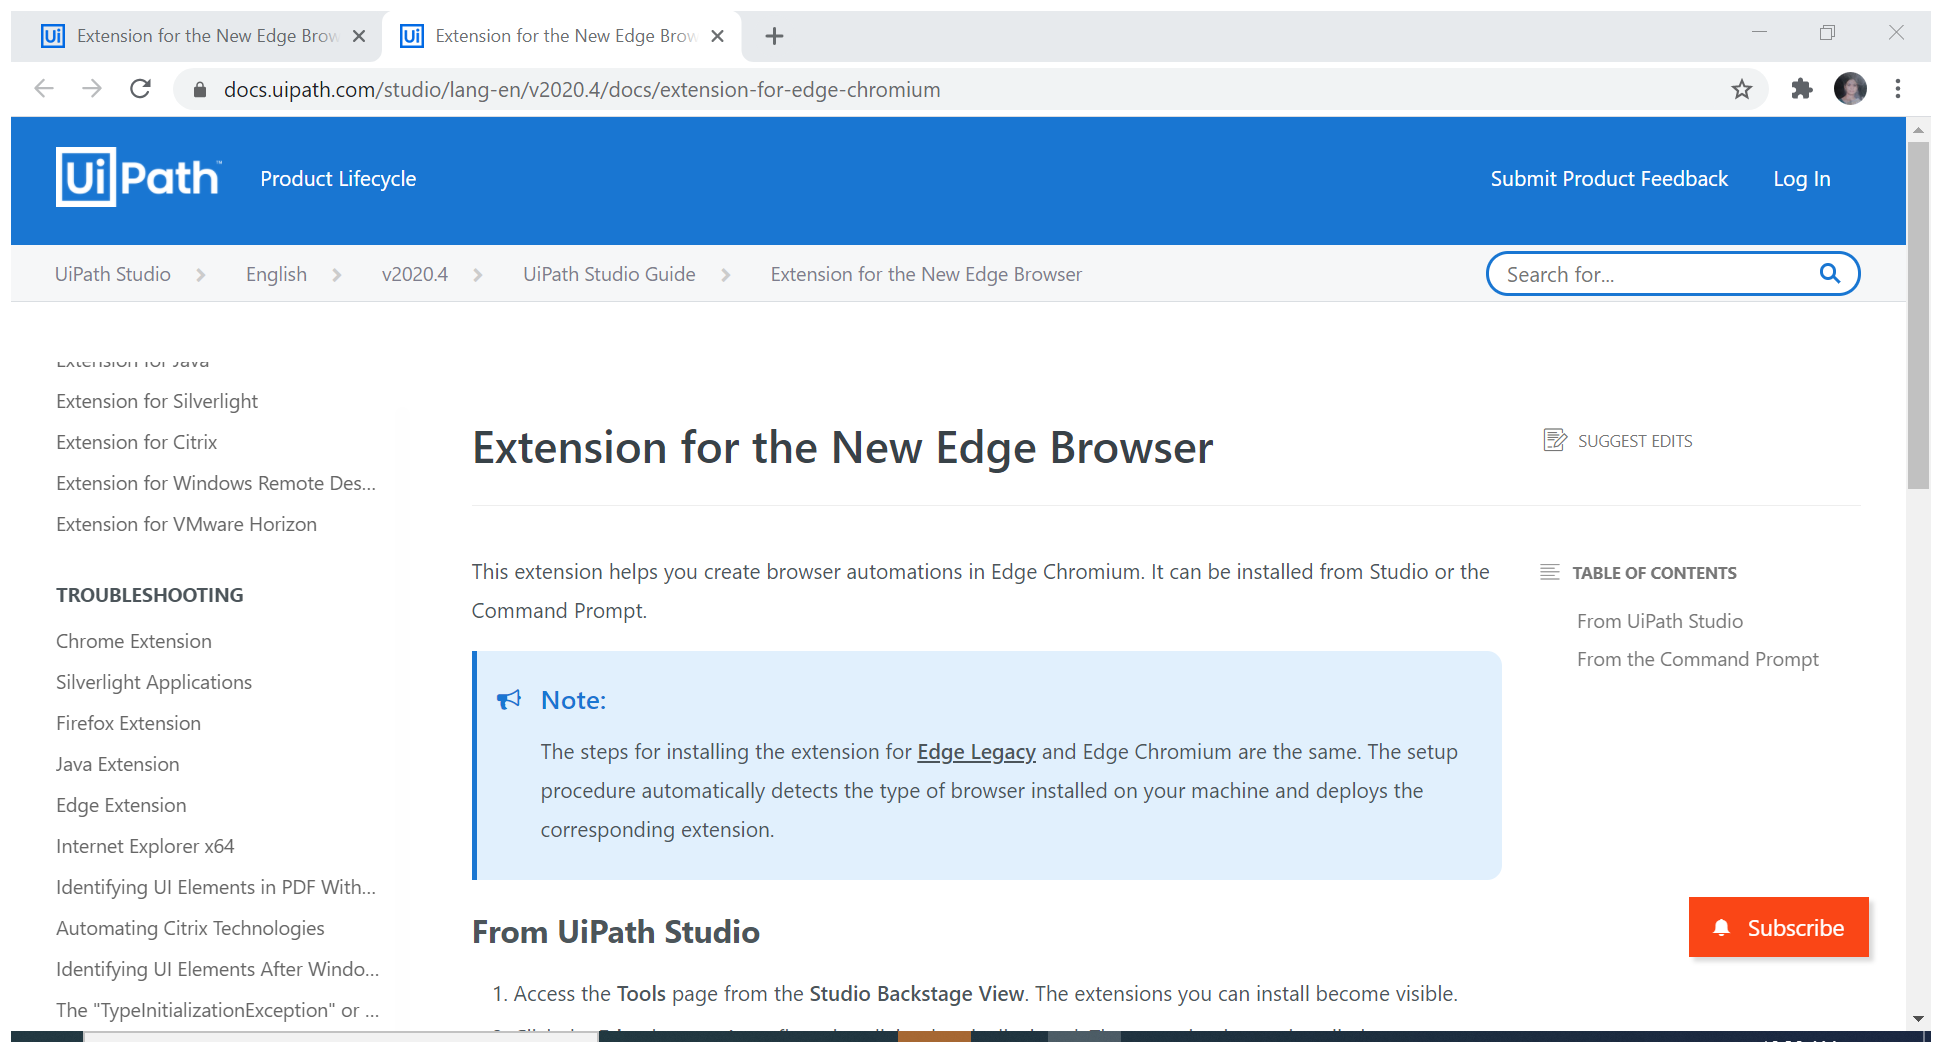 Extension for the New Edge Brow
Extension for the New Edge Brow
docs.uipath.com/studio/lang-en/v2020.4/docs/extension-for-edge-chromium
UiPath™
Product Lifecycle
Submit Product Feedback
Log In
UiPath Studio
English
v2020.4
UiPath Studio Guide
Extension for the New Edge Browser
Search for...
Extension for Java
Extension for Silverlight
Extension for Citrix
Extension for Windows Remote Des...
Extension for VMware Horizon
TROUBLESHOOTING
Chrome Extension
Silverlight Applications
Firefox Extension
Java Extension
Edge Extension
Internet Explorer x64
Identifying UI Elements in PDF With...
Automating Citrix Technologies
Identifying UI Elements After Windo...
The "TypeInitializationException" or ...
Extension for the New Edge Browser
SUGGEST EDITS
This extension helps you create browser automations in Edge Chromium. It can be installed from Studio or the
Command Prompt.
Note:
The steps for installing the extension for Edge Legacy and Edge Chromium are the same. The setup
procedure automatically detects the type of browser installed on your machine and deploys the
corresponding extension.
From UiPath Studio
1. Access the Tools page from the Studio Backstage View. The extensions you can install become visible.
TABLE OF CONTENTS
From UiPath Studio
From the Command Prompt
Subscribe